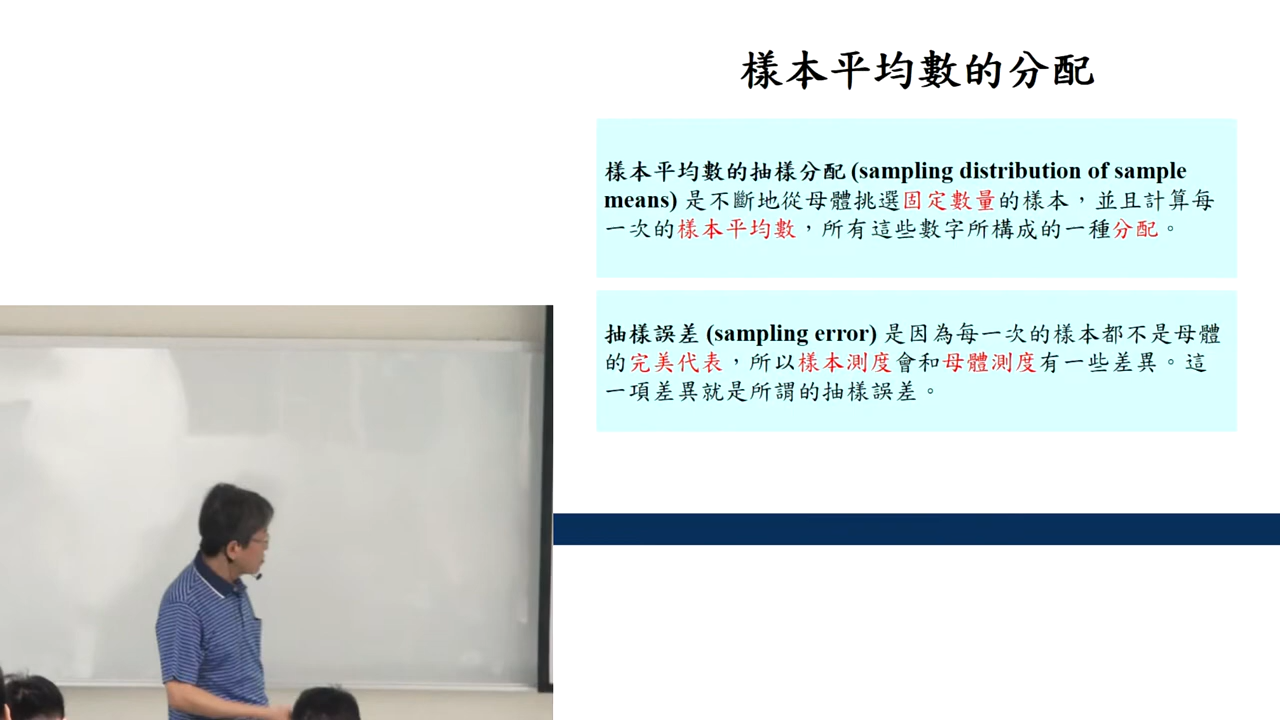 樣本平均數的分配
樣本平均數的抽樣分配 (sampling distribution of sample
means) 是不斷地從母體挑選固定數量的樣本，並且計算每
一次的樣本平均數，所有這些數字所構成的一種分配。
抽樣誤差 (sampling error) 是因為每一次的樣本都不是母體
的完美代表，所以樣本測度會和母體測度有一些差異。這
一項差異就是所謂的抽樣誤差。